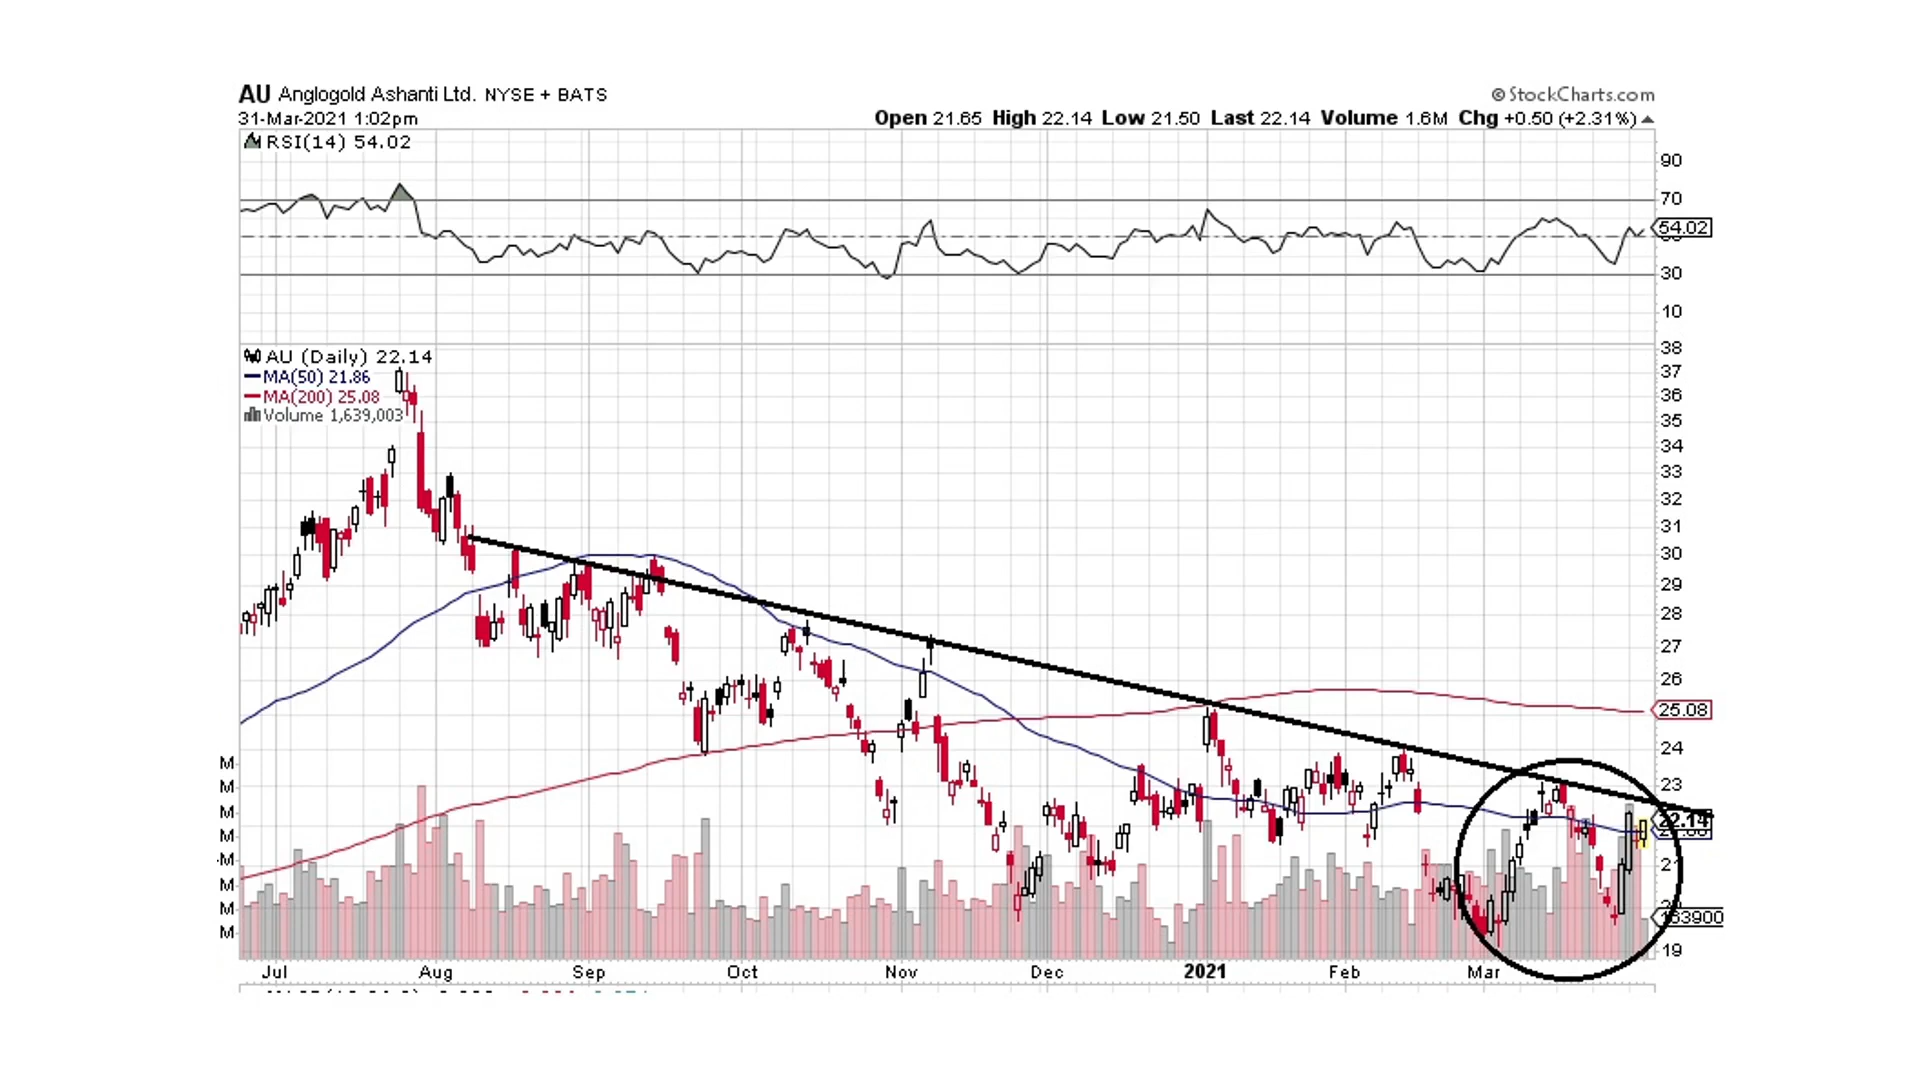 AU Anglogold Ashanti Ltd. NYSE + BATS
© StockCharts.com
31-Mar-2021 1:02pm
Open 21.65 High 22.14 Low 21.50 Last 22.14 Volume 1.6M Chg +0.50 (+2.31%)
RSI(14) 54.02
90
70
54.02
30
10
AU (Daily) 22.14
MA(50) 21.86
MA(200) 25.08
Volume 1,639,003
38
37
36
35
34
33
32
31
30
29
28
27
26
25.08
24
23
22.14
21
19
M
M
M
M
M
M
M
M
Jul Aug Sep Oct Nov Dec 2021 Feb Mar